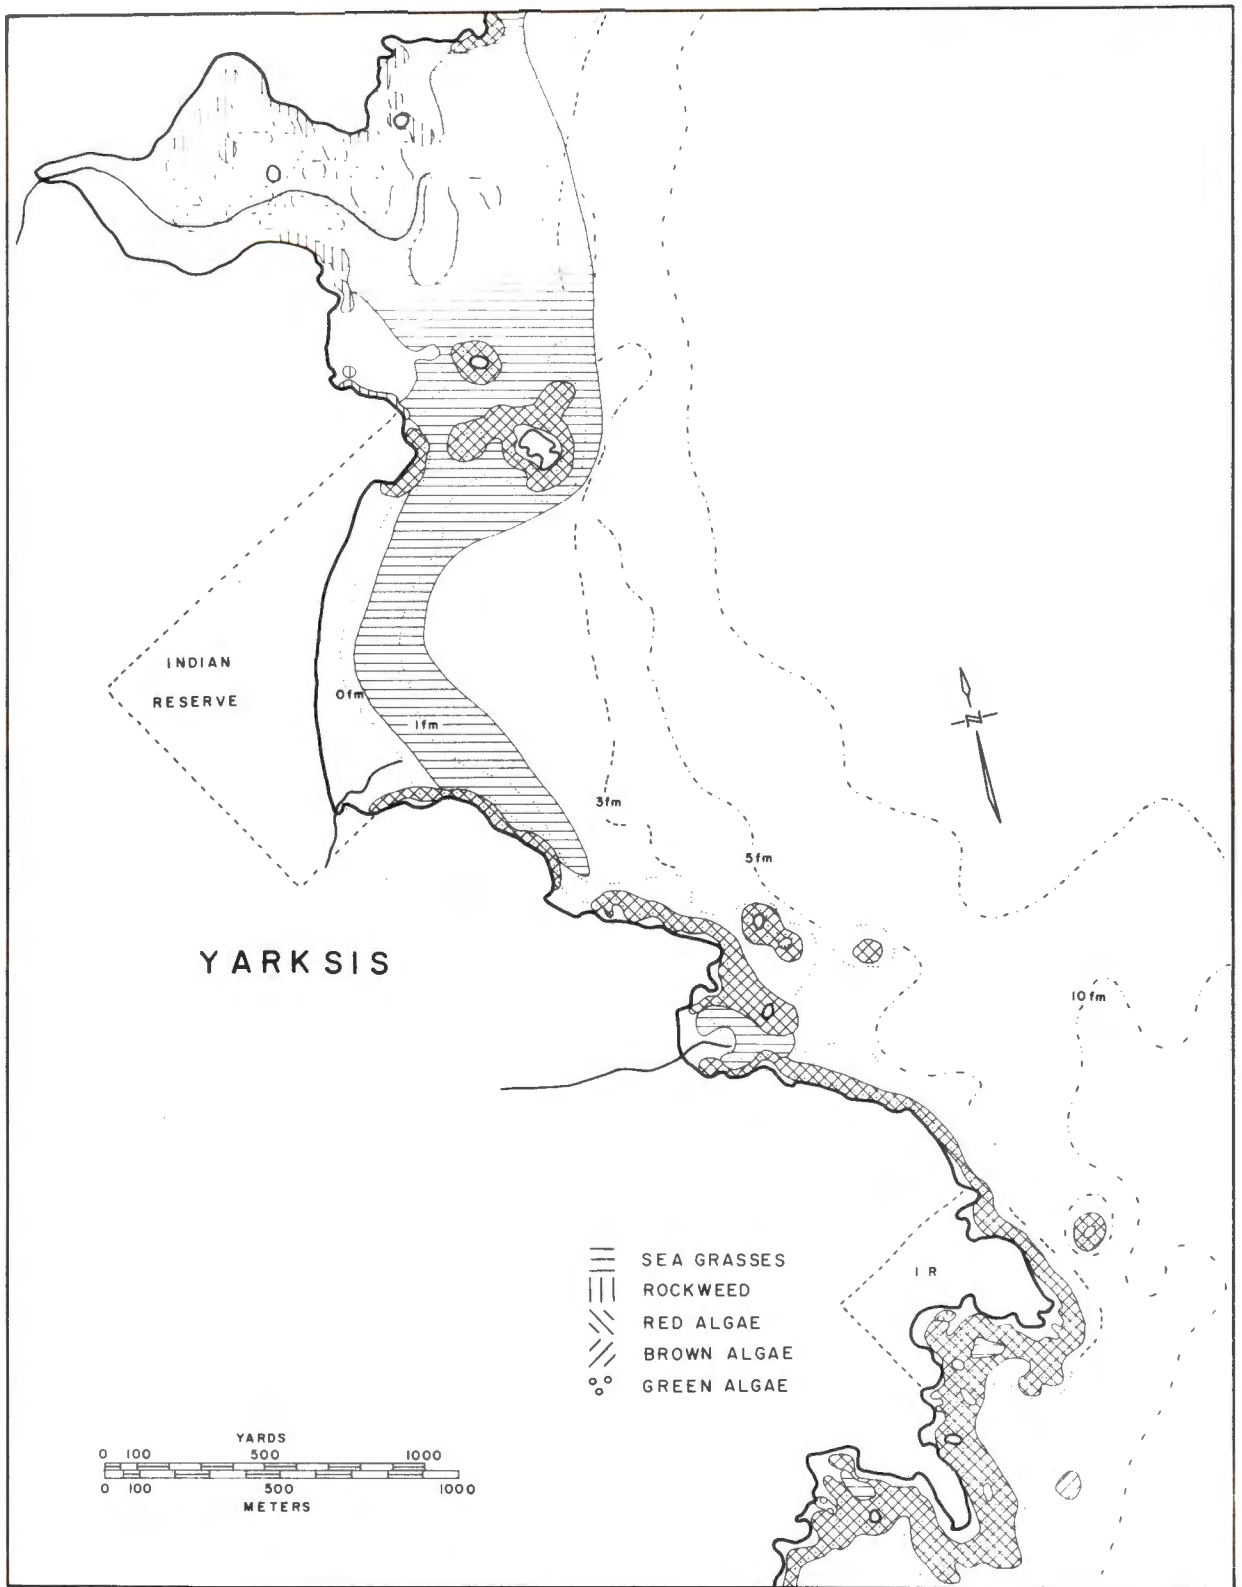 INDIAN
RESERVE
0fm
1fm
3fm
5fm
N
YARKSIS
10fm
SEA GRASSES
ROCKWEED
I R
RED ALGAE
BROWN ALGAE
GREEN ALGAE
YARDS
0 100 500 1000
0 100 500 1000
METERS